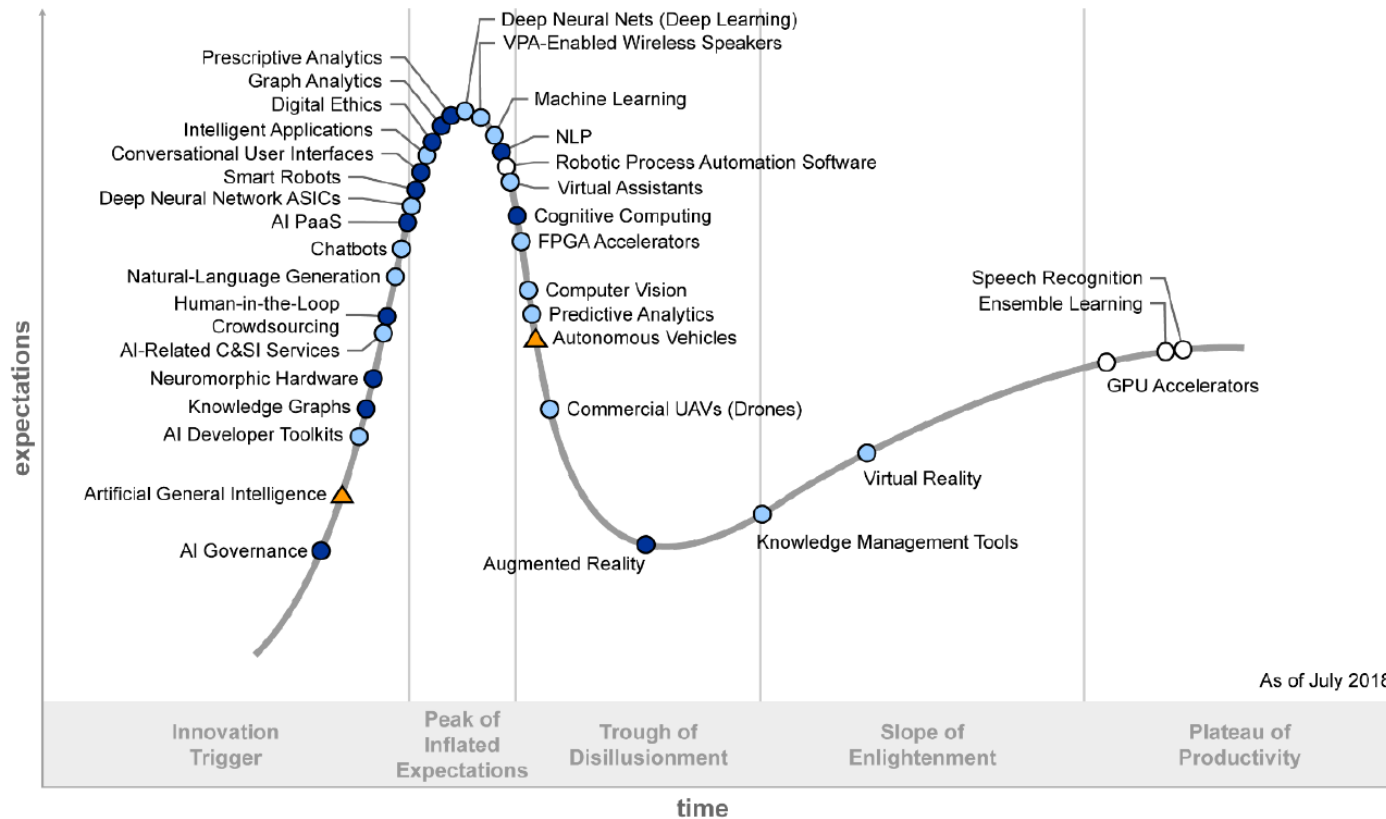 Deep Neural Nets (Deep Learning)
VPA-Enabled Wireless Speakers
Prescriptive Analytics
Graph Analytics
Digital Ethics
Intelligent Applications
Conversational User Interfaces
Smart Robots
Deep Neural Network ASICs
AI PaaS
Chatbots
Natural-Language Generation
Human-in-the-Loop
Crowdsourcing
AI-Related C&SI Services
Neuromorphic Hardware
Knowledge Graphs
AI Developer Toolkits
Artificial General Intelligence
AI Governance
Machine Learning
NLP
Robotic Process Automation Software
Virtual Assistants
Cognitive Computing
FPGA Accelerators
Computer Vision
Predictive Analytics
Autonomous Vehicles
Commercial UAVs (Drones)
Augmented Reality
Knowledge Management Tools
Virtual Reality
Speech Recognition
Ensemble Learning
GPU Accelerators
expectations
As of July 2018
Innovation
Trigger
Peak of
Inflated
Expectations
Trough of
Disillusionment
Slope of
Enlightenment
Plateau of
Productivity
time